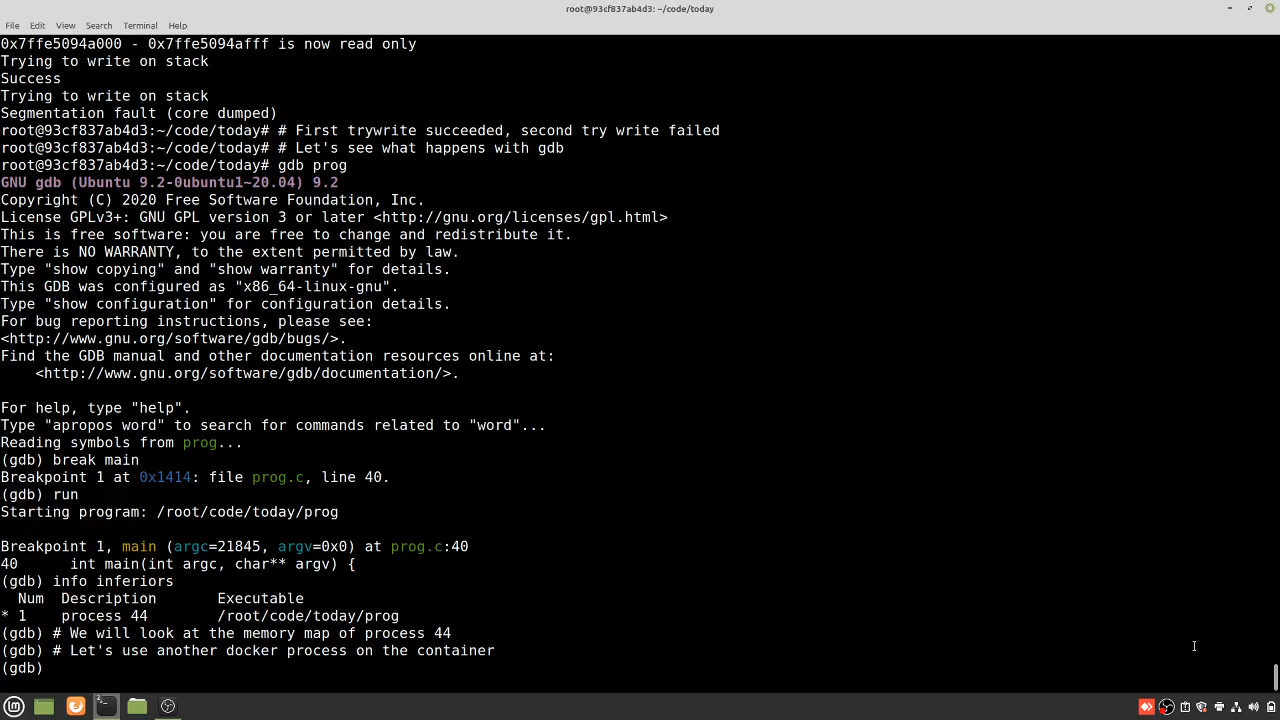 root@93cf837ab4d3: ~/code/today
File Edit View Search Terminal Help
0x7ffe5094a000 - 0x7ffe5094afff is now read only
Trying to write on stack
Success
Trying to write on stack
Segmentation fault (core dumped)
root@93cf837ab4d3:~/code/today# # First trywrite succeeded, second try write failed
root@93cf837ab4d3:~/code/today# # Let's see what happens with gdb
root@93cf837ab4d3:~/code/today# gdb prog
GNU gdb (Ubuntu 9.2-0ubuntu1~20.04) 9.2
Copyright (C) 2020 Free Software Foundation, Inc.
License GPLv3+: GNU GPL version 3 or later <http://gnu.org/licenses/gpl.html>
This is free software: you are free to change and redistribute it.
There is NO WARRANTY, to the extent permitted by law.
Type "show copying" and "show warranty" for details.
This GDB was configured as "x86_64-linux-gnu".
Type "show configuration" for configuration details.
For bug reporting instructions, please see:
<http://www.gnu.org/software/gdb/bugs/>.
Find the GDB manual and other documentation resources online at:
    <http://www.gnu.org/software/gdb/documentation/>.
For help, type "help".
Type "apropos word" to search for commands related to "word"...
Reading symbols from prog...
(gdb) break main
Breakpoint 1 at 0x1414: file prog.c, line 40.
(gdb) run
Starting program: /root/code/today/prog
Breakpoint 1, main (argc=21845, argv=0x0) at prog.c:40
40      int main(int argc, char** argv) {
(gdb) info inferiors
  Num  Description       Executable
* 1    process 44        /root/code/today/prog
(gdb) # We will look at the memory map of process 44
(gdb) # Let's use another docker process on the container
(gdb)